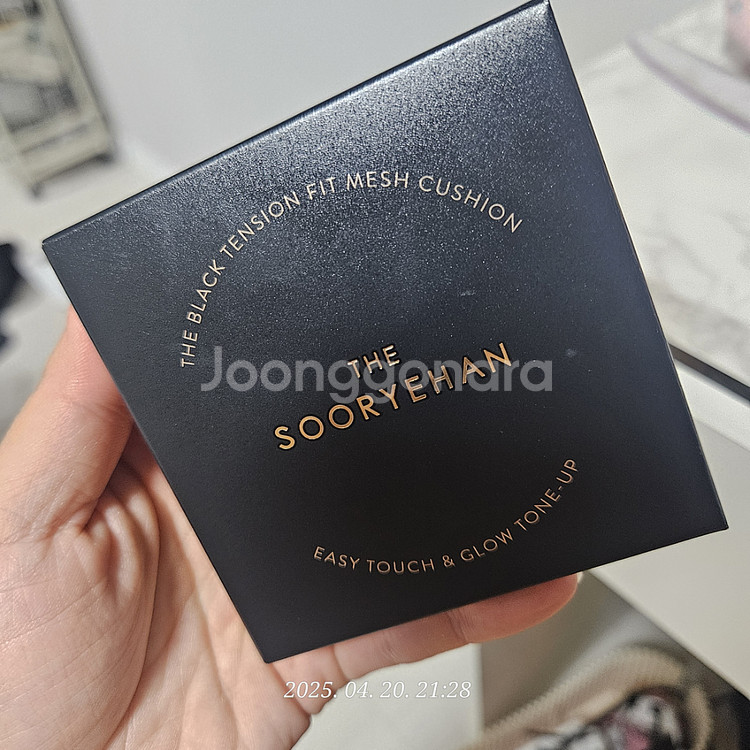 THE BLACK TENSION FIT MESH CUSHION
THE
SOORYEHAN
Joonggonara
EASY TOUCH & GLOW TONE-UP
2025. 04. 20. 21:28